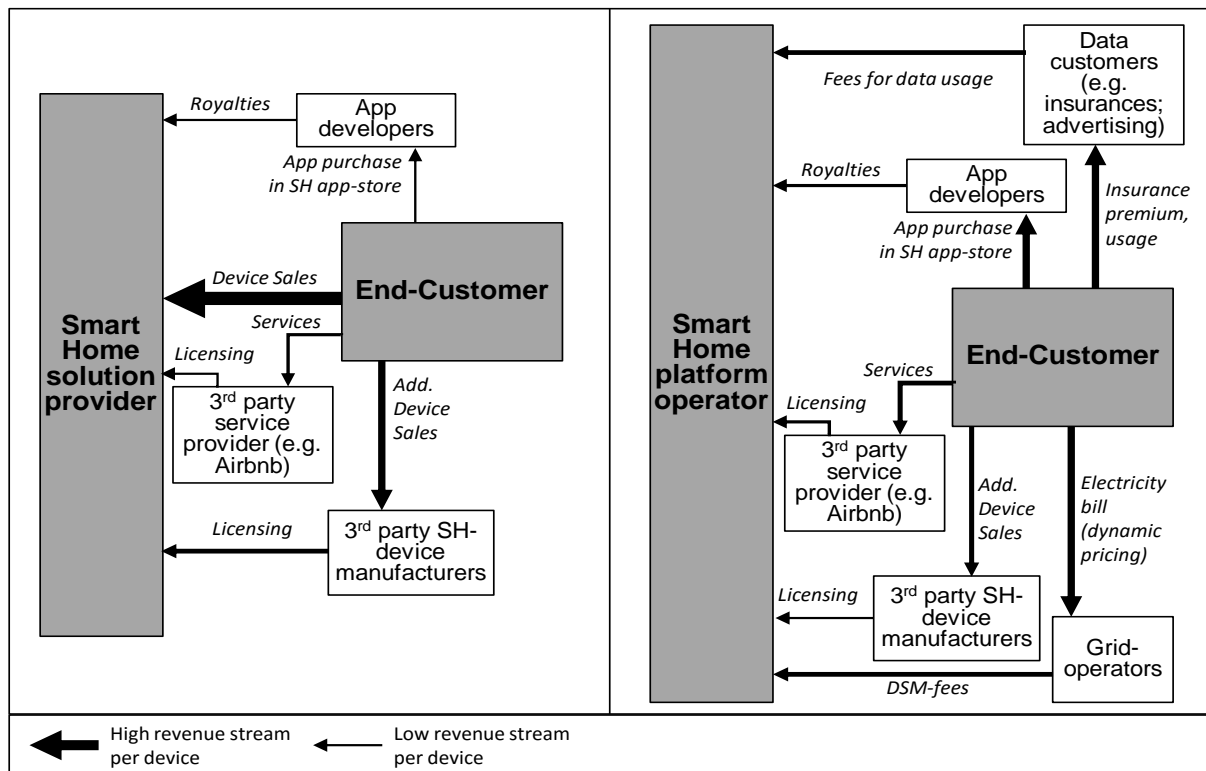 Royalties
App
developers
App purchase
in SH app-store
End-Customer
Device Sales
Services
Smart
Home
solution
provider
Licensing
3rd party
service
provider (e.g.
Airbnb)
Add.
Device
Sales
Licensing
3rd party SH-
device
manufacturers
Data
customers
(e.g.
insurances;
advertising)
Fees for data usage
Royalties
App
developers
Insurance
premium,
usage
App purchase
in SH app-store
Smart
Home
platform
operator
End-Customer
Services
Licensing
3rd party
service
provider (e.g.
Airbnb)
Add.
Device
Sales
Electricity
bill
(dynamic
pricing)
Licensing
3rd party SH-
device
manufacturers
Grid-
operators
DSM-fees
High revenue stream
per device
Low revenue stream
per device